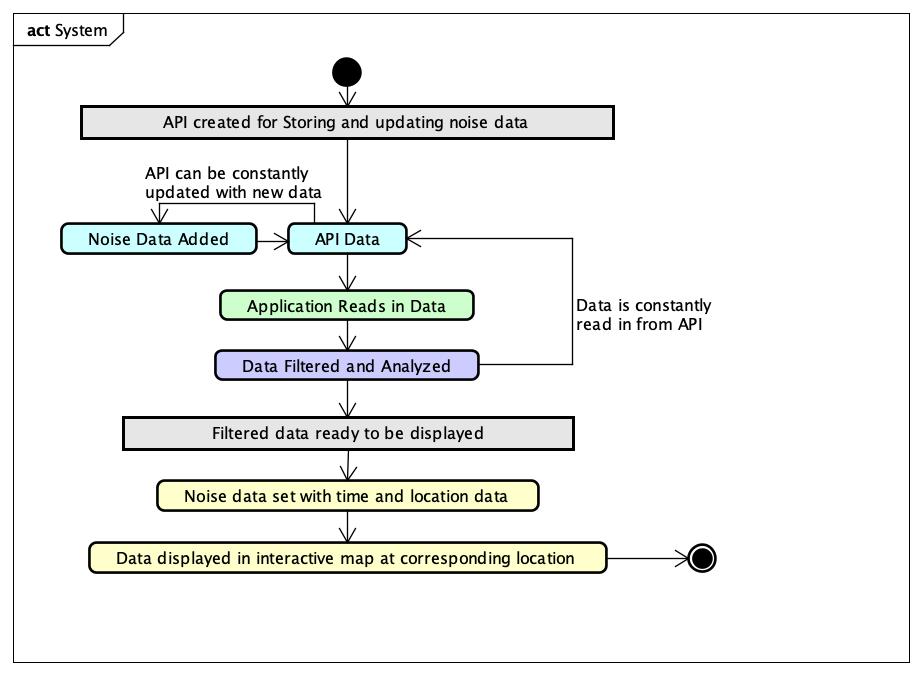 act System
API created for Storing and updating noise data
API can be constantly
updated with new data
Noise Data Added
API Data
Application Reads in Data
Data is constantly
read in from API
Data Filtered and Analyzed
Filtered data ready to be displayed
Noise data set with time and location data
Data displayed in interactive map at corresponding location